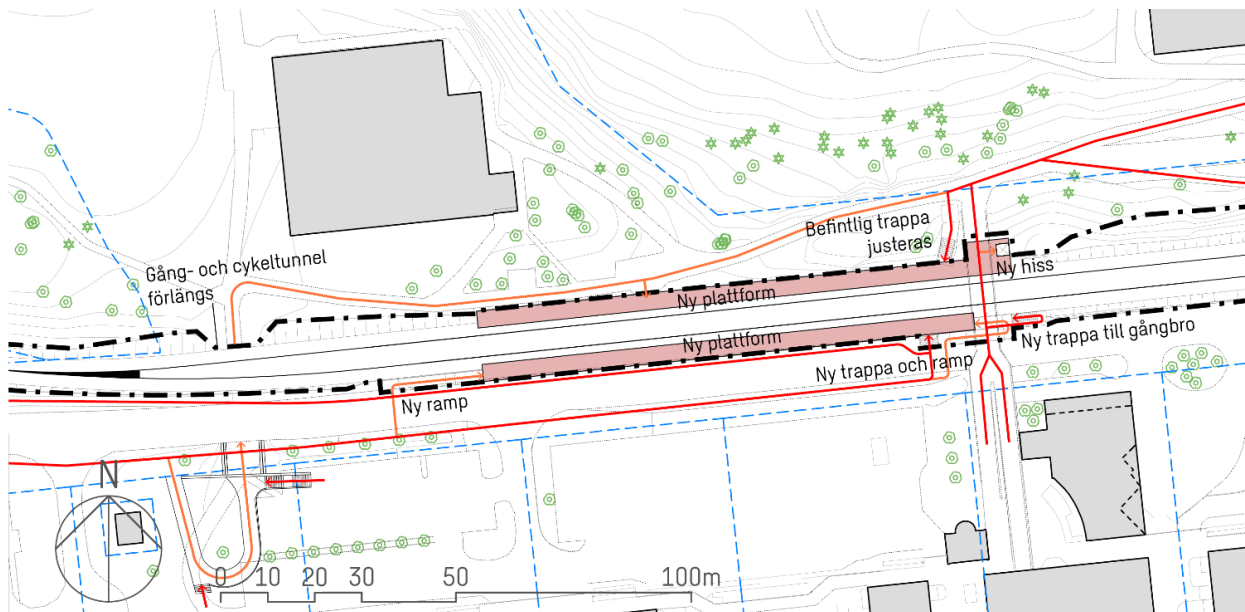 Befintlig trappa
justeras
Gång- och cykeltunnel
förlängs
Ny hiss
Ny plattform
Ny plattform
Ny trappa till gångbro
Ny trappa och ramp
Ny ramp
N
0 10 20 30 50 100m